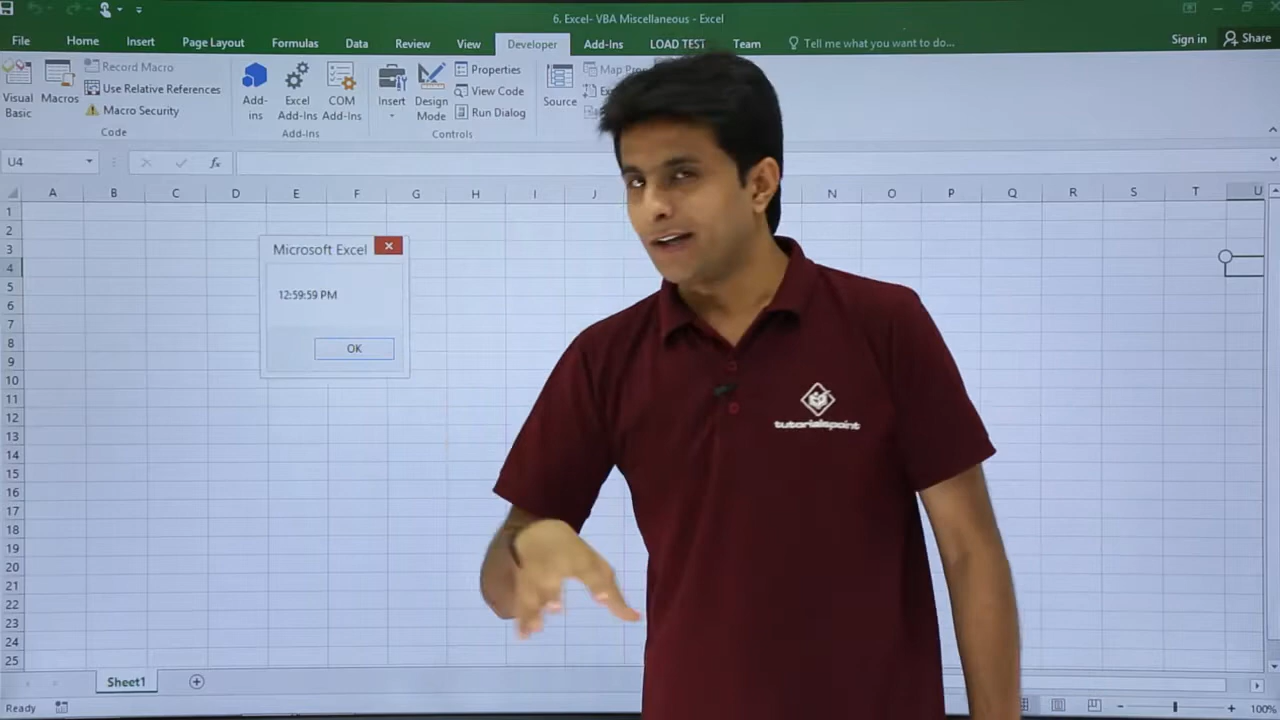 6. Excel- VBA Miscellaneous - Excel
File Home Insert Page Layout Formulas Data Review View Developer Add-Ins LOAD TEST Team Tell me what you want to do... Sign in Share
Visual Basic
Macros
Record Macro
Use Relative References
Macro Security
Code
Add-ins
Excel Add-Ins
COM Add-Ins
Add-Ins
Insert
Design Mode
Properties
View Code
Run Dialog
Controls
Source
Map
U4 fx
A B C D E F G H I J N O P Q R S T U
1
2
3
4
5
6
7
8
9
10
11
12
13
14
15
16
17
18
19
20
21
22
23
24
25
Microsoft Excel
12:59:59 PM
OK
tutorialspoint
Sheet1
Ready 100%